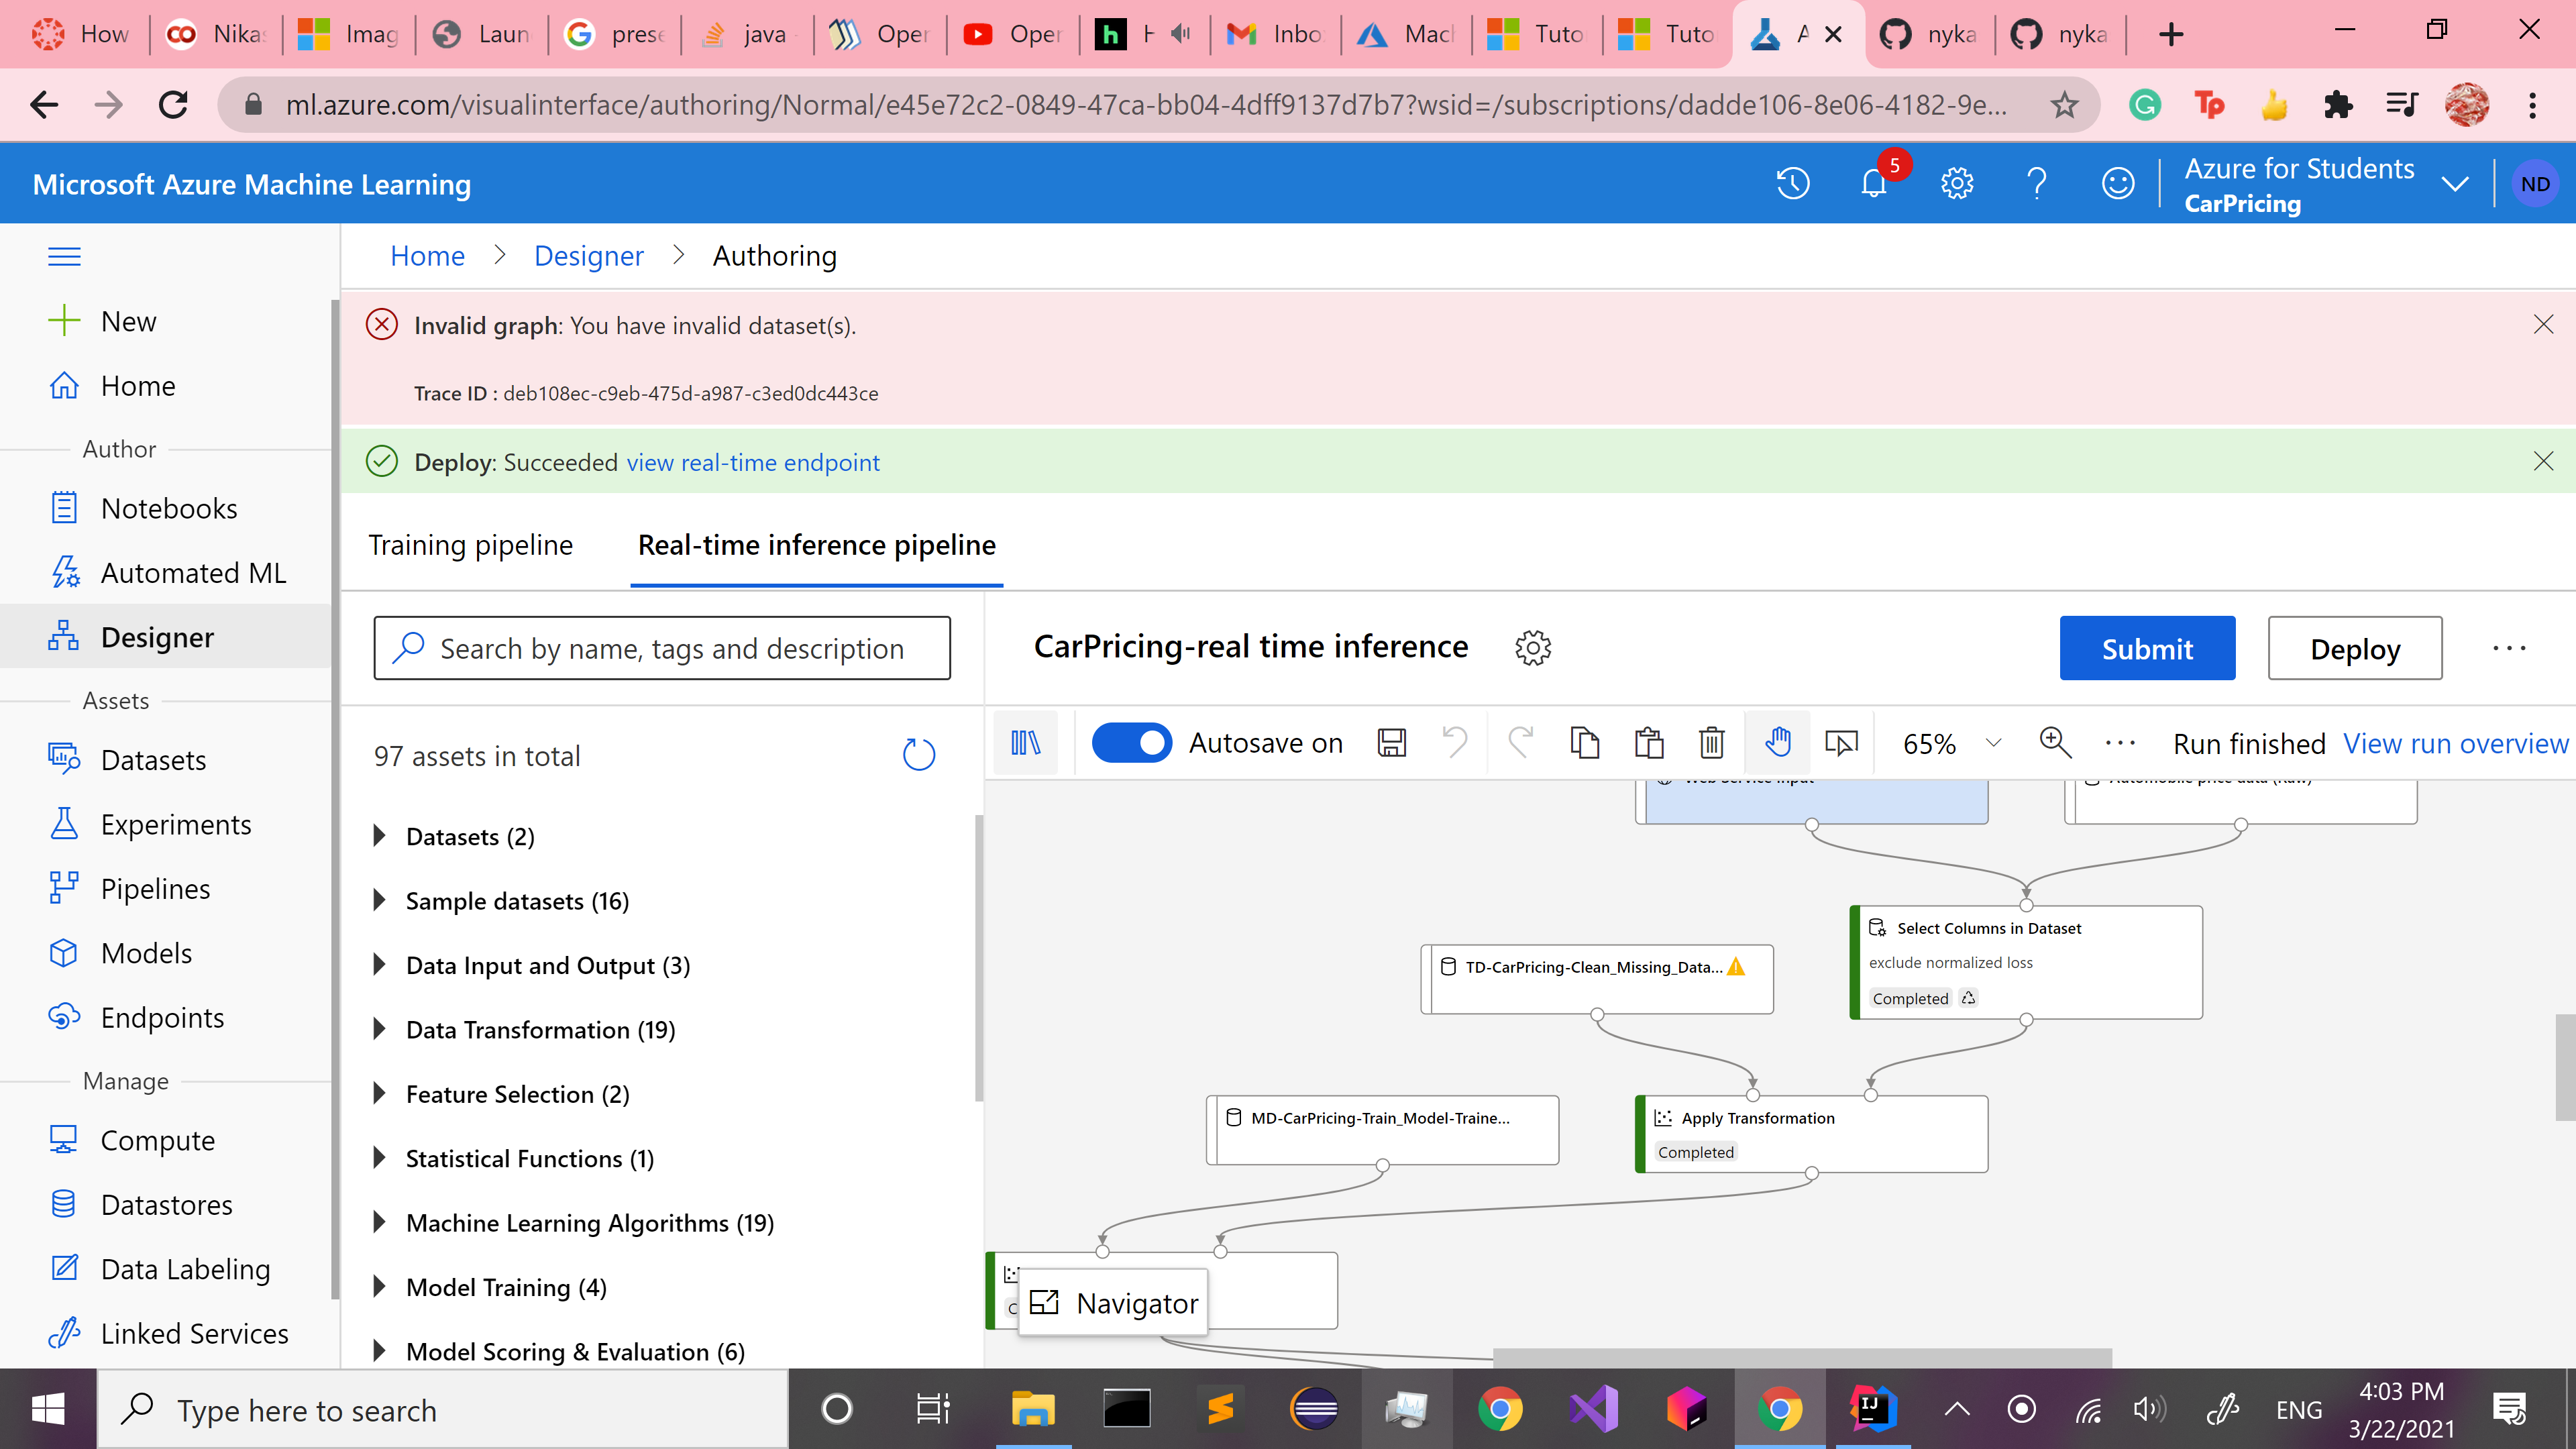 How
Nika
Imag
Laun
prese
java
Oper
Oper
Inbo
Mac
Tuto
Tuto
A
nyka
nyka
ml.azure.com/visualinterface/authoring/Normal/e45e72c2-0849-47ca-bb04-4dff9137d7b7?wsid=/subscriptions/dadde106-8e06-4182-9e...
Microsoft Azure Machine Learning
5
Azure for Students
CarPricing
ND
Home > Designer > Authoring
New
Home
Author
Notebooks
Automated ML
Designer
Assets
Datasets
Experiments
Pipelines
Models
Endpoints
Manage
Compute
Datastores
Data Labeling
Linked Services
Invalid graph: You have invalid dataset(s).
Trace ID : deb108ec-c9eb-475d-a987-c3ed0dc443ce
Deploy: Succeeded view real-time endpoint
Training pipeline
Real-time inference pipeline
Search by name, tags and description
97 assets in total
Datasets (2)
Sample datasets (16)
Data Input and Output (3)
Data Transformation (19)
Feature Selection (2)
Statistical Functions (1)
Machine Learning Algorithms (19)
Model Training (4)
Model Scoring & Evaluation (6)
CarPricing-real time inference
Submit
Deploy
Autosave on
65%
Run finished
View run overview
Web Service Input
Automobile price data (Raw)
Select Columns in Dataset
exclude normalized loss
Completed
TD-CarPricing-Clean_Missing_Data...
MD-CarPricing-Train_Model-Traine...
Apply Transformation
Completed
Navigator
Type here to search
ENG
4:03 PM
3/22/2021